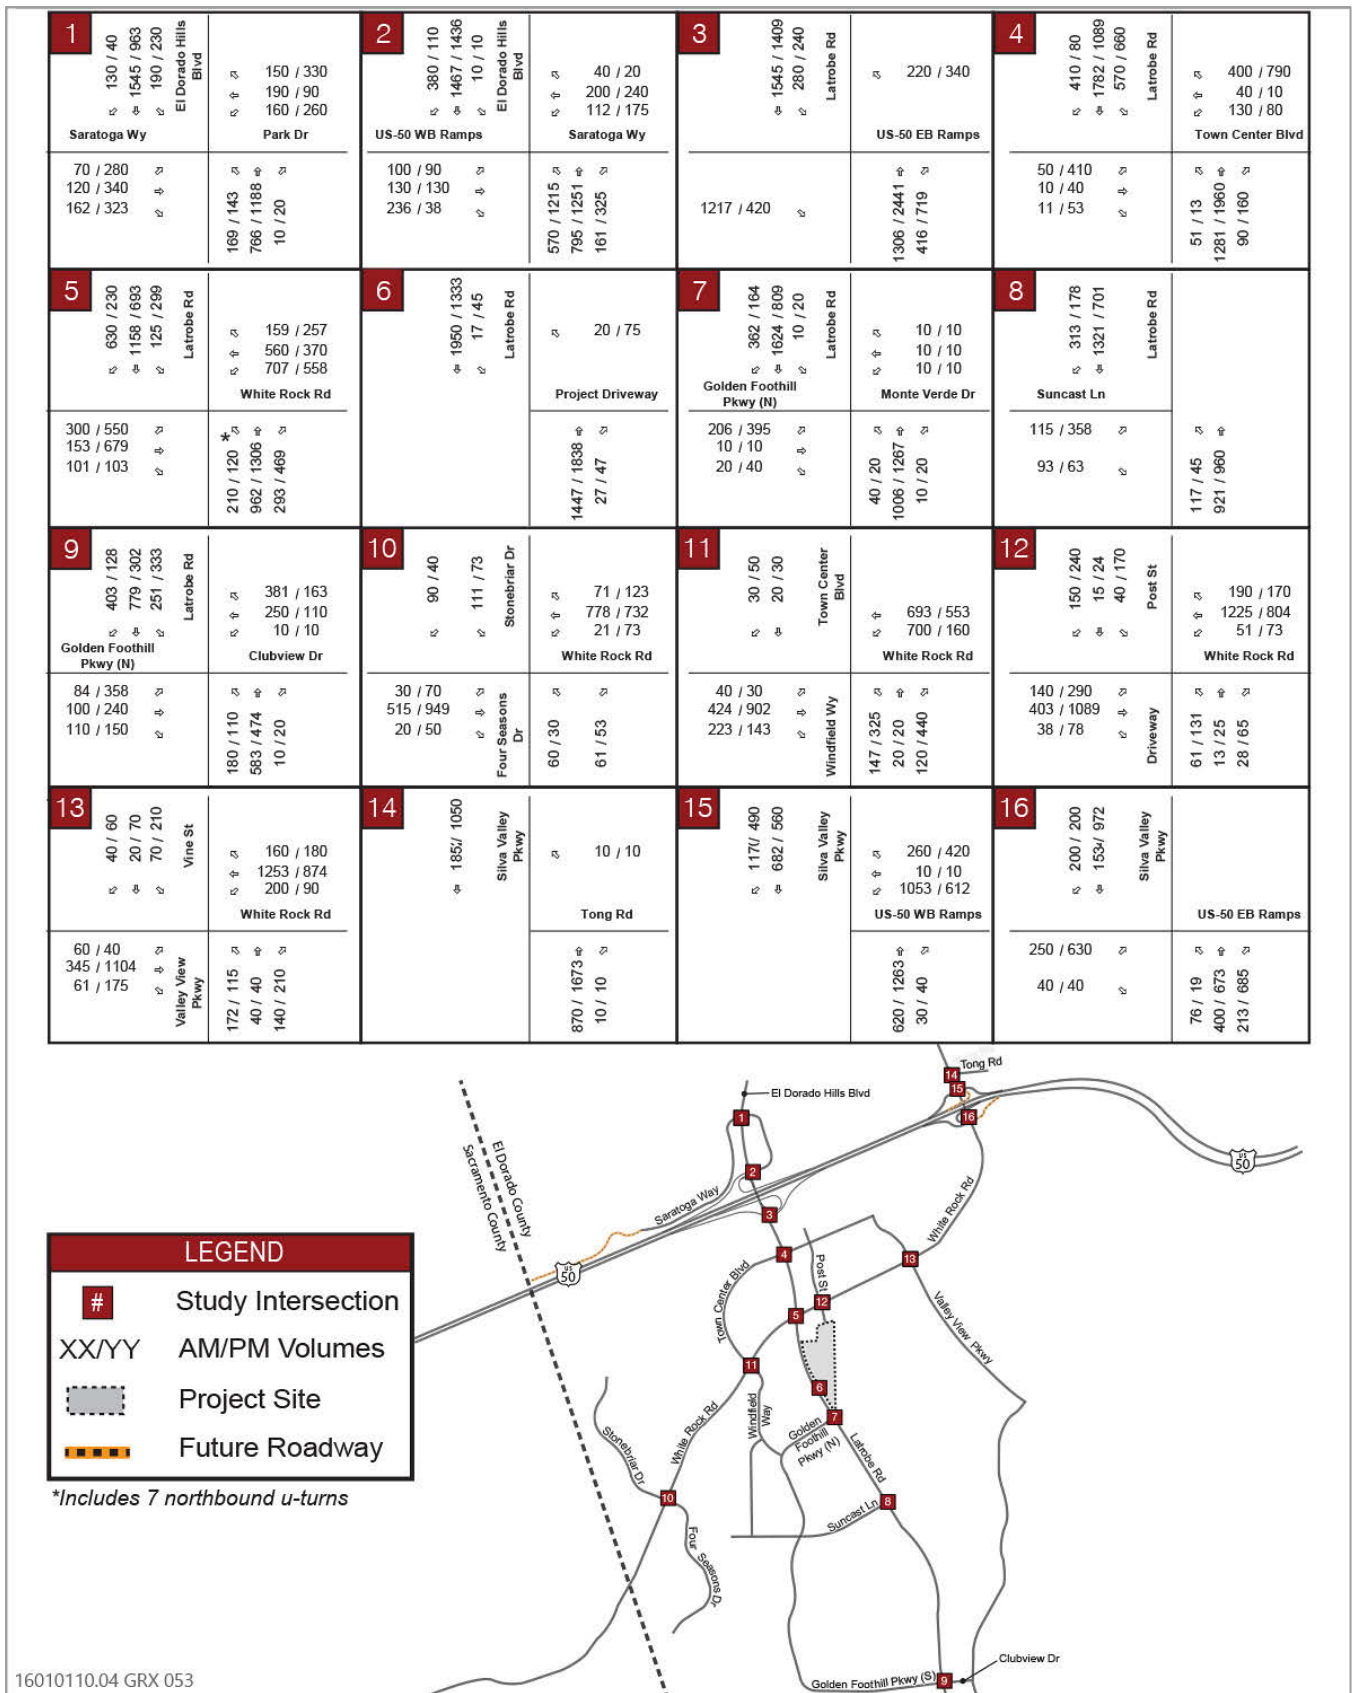 1
130 / 40
1545 / 963
190 / 230
El Dorado Hills
Blvd
150 / 330
190 / 90
160 / 260
Saratoga Wy
Park Dr
70 / 280
120 / 340
162 / 323
169 / 143
766 / 1188
10 / 20
2
380 / 110
1467 / 1436
10 / 10
El Dorado Hills
Blvd
40 / 20
200 / 240
112 / 175
US-50 WB Ramps
Saratoga Wy
100 / 90
130 / 130
236 / 38
570 / 1215
795 / 1251
161 / 325
3
1545 / 1409
280 / 240
Latrobe Rd
220 / 340
US-50 EB Ramps
1217 / 420
1306 / 2441
416 / 719
4
410 / 80
1782 / 1089
570 / 660
Latrobe Rd
400 / 790
40 / 10
130 / 80
Town Center Blvd
50 / 410
10 / 40
11 / 53
51 / 13
1281 / 1960
90 / 160
5
630 / 230
1158 / 693
125 / 299
Latrobe Rd
159 / 257
560 / 370
707 / 558
White Rock Rd
300 / 550
153 / 679
101 / 103
*
210 / 120
962 / 1306
293 / 469
6
1950 / 1333
17 / 45
Latrobe Rd
20 / 75
Project Driveway
1447 / 1838
27 / 47
7
362 / 164
1624 / 809
10 / 20
Latrobe Rd
10 / 10
10 / 10
10 / 10
Golden Foothill
Pkwy (N)
Monte Verde Dr
206 / 395
10 / 10
20 / 40
40 / 20
1006 / 1267
10 / 20
8
313 / 178
1321 / 701
Latrobe Rd
Suncast Ln
115 / 358
93 / 63
117 / 45
921 / 960
9
403 / 128
779 / 302
251 / 333
Latrobe Rd
381 / 163
250 / 110
10 / 10
Golden Foothill
Pkwy (N)
Clubview Dr
84 / 358
100 / 240
110 / 150
180 / 110
583 / 474
10 / 20
10
90 / 40
111 / 73
Stonebriar Dr
71 / 123
778 / 732
21 / 73
White Rock Rd
30 / 70
515 / 949
20 / 50
Four Seasons
Dr
60 / 30
61 / 53
11
30 / 50
20 / 30
Town Center
Blvd
693 / 553
700 / 160
White Rock Rd
40 / 30
424 / 902
223 / 143
Windfield Wy
147 / 325
20 / 20
120 / 440
12
150 / 240
15 / 24
40 / 170
Post St
190 / 170
1225 / 804
51 / 73
White Rock Rd
140 / 290
403 / 1089
38 / 78
Driveway
61 / 131
13 / 25
28 / 65
13
40 / 60
20 / 70
70 / 210
Vine St
160 / 180
1253 / 874
200 / 90
White Rock Rd
60 / 40
345 / 1104
61 / 175
Valley View
Pkwy
172 / 115
40 / 40
140 / 210
14
/ 1050
Silva Valley
Pkwy
10 / 10
Tong Rd
870 / 1673
10 / 10
15
/ 490
682 / 560
Silva Valley
Pkwy
260 / 420
10 / 10
1053 / 612
US-50 WB Ramps
620 / 1263
30 / 40
16
200 / 200
/ 972
Silva Valley
Pkwy
US-50 EB Ramps
250 / 630
40 / 40
76 / 19
400 / 673
213 / 685
Tong Rd
14
15
16
El Dorado Hills Blvd
1
2
3
El Dorado County
Sacramento County
Saratoga Way
US
50
US
50
White Rock Rd
4
Post St
13
Town Center Blvd
12
5
Valley View Pkwy
11
6
7
Windfield
Way
Golden
Foothill
Pkwy (N)
White Rock Rd
Stonebriar Dr
Latrobe Rd
10
8
Suncast Ln
Four Seasons Dr
Clubview Dr
Golden Foothill Pkwy (S)
9
LEGEND
# Study Intersection
XX/YY AM/PM Volumes
Project Site
Future Roadway
*Includes 7 northbound u-turns
16010110.04 GRX 053